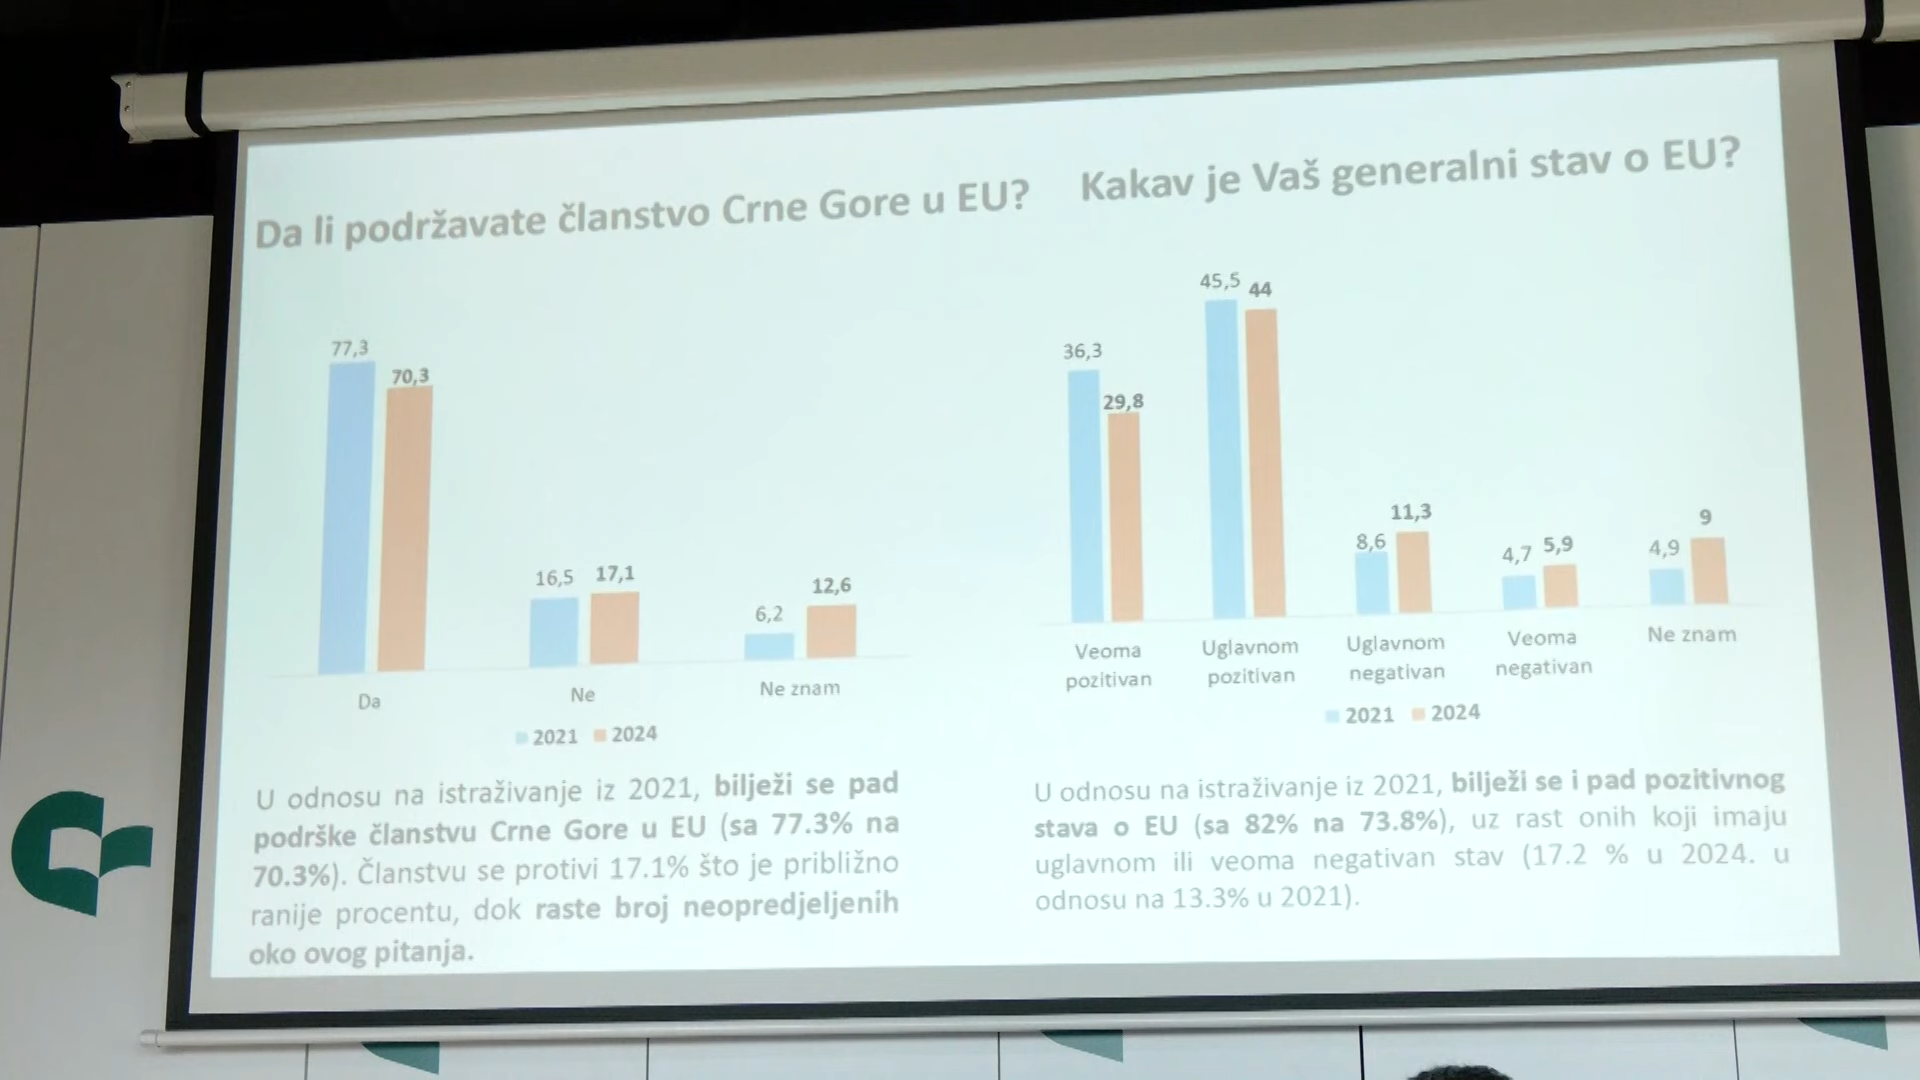 Da li podržavate članstvo Crne Gore u EU?
77,3
70,3
16,5
17,1
6,2
12,6
Da
Ne
Ne znam
2021
2024
U odnosu na istraživanje iz 2021, bilježi se pad
podrške članstvu Crne Gore u EU (sa 77.3% na
70.3%). Članstvu se protivi 17.1% što je približno
ranije procentu, dok raste broj neopredjeljenih
oko ovog pitanja.
Kakav je Vaš generalni stav o EU?
36,3
29,8
45,5
44
8,6
11,3
4,7
5,9
4,9
9
Veoma
pozitivan
Uglavnom
pozitivan
Uglavnom
negativan
Veoma
negativan
Ne znam
2021
2024
U odnosu na istraživanje iz 2021, bilježi se i pad pozitivnog
stava o EU (sa 82% na 73.8%), uz rast onih koji imaju
uglavnom ili veoma negativan stav (17.2 % u 2024. u
odnosu na 13.3% u 2021).